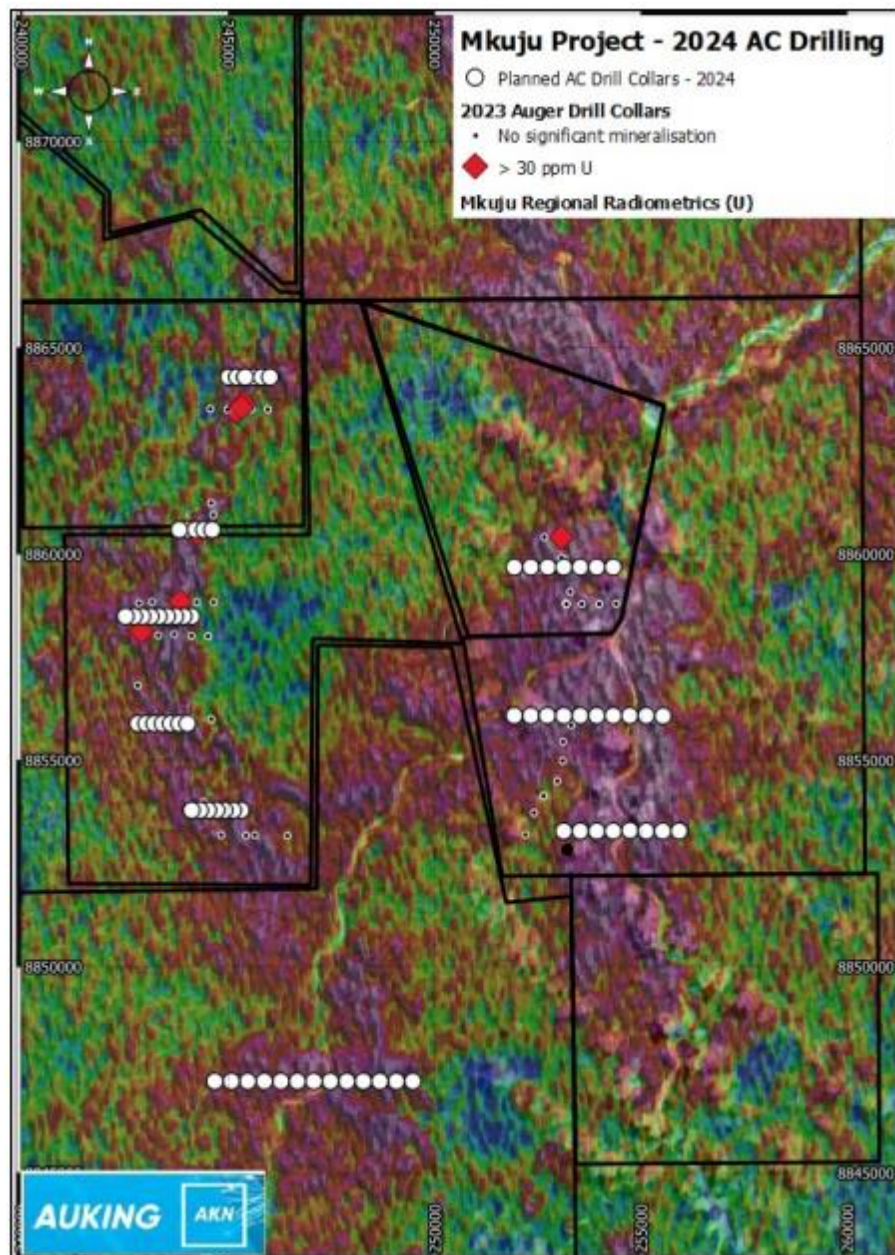 Mkuju Project - 2024 AC Drilling
Planned AC Drill Collars - 2024
2023 Auger Drill Collars
No significant mineralisation
> 30 ppm U
Mkuju Regional Radiometrics (U)
240000
245000
250000
N
W
E
S
8870000
8865000
8865000
8860000
8860000
8855000
8855000
8850000
8850000
8845000
250000
255000
260000
AUKING
AKN